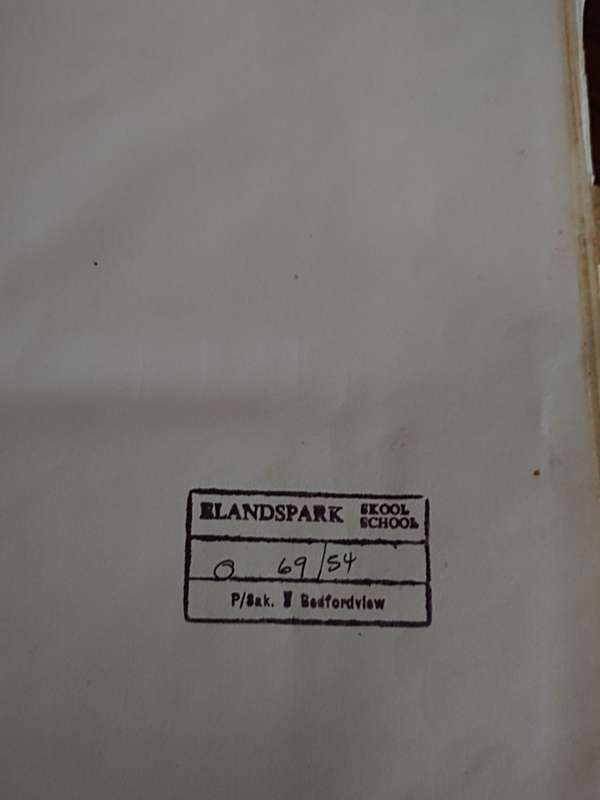 ELANDSPARK SKOOL
SCHOOL
O 69/54
P/Sak. Bedfordview